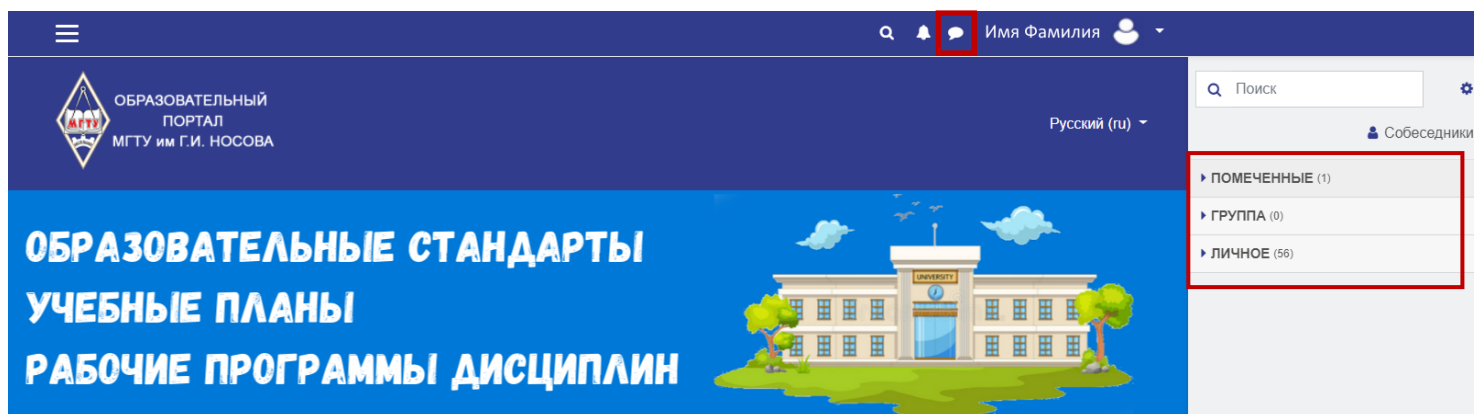 Имя Фамилия
ОБРАЗОВАТЕЛЬНЫЙ
ПОРТАЛ
МГТУ им Г.И. НОСОВА
МГТУ
Русский (ru)
Поиск
Собеседники
ПОМЕЧЕННЫЕ (1)
ГРУППА (0)
ЛИЧНОЕ (56)
ОБРАЗОВАТЕЛЬНЫЕ СТАНДАРТЫ
УЧЕБНЫЕ ПЛАНЫ
РАБОЧИЕ ПРОГРАММЫ ДИСЦИПЛИН
UNIVERSITY